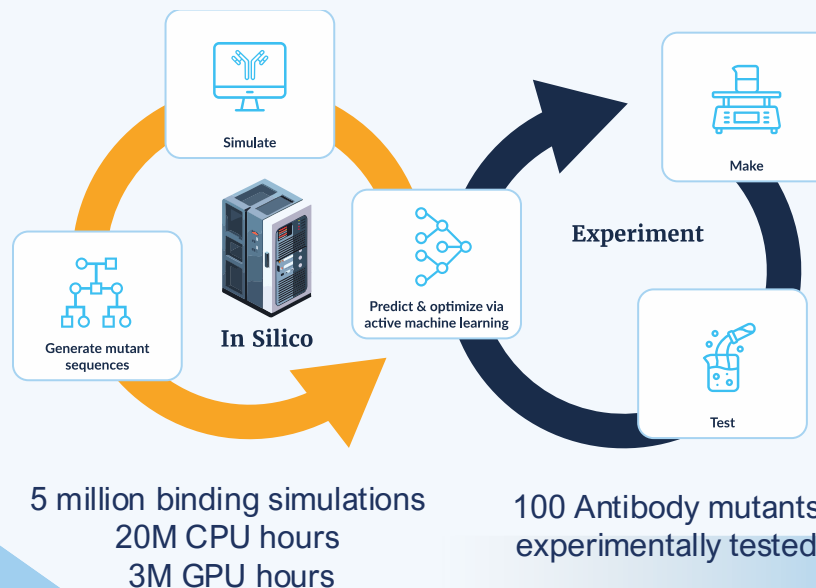 Simulate
Make
Experiment
Predict & optimize via
active machine learning
In Silico
Generate mutant
sequences
Test
5 million binding simulations
20M CPU hours
3M GPU hours
100 Antibody mutants
experimentally tested